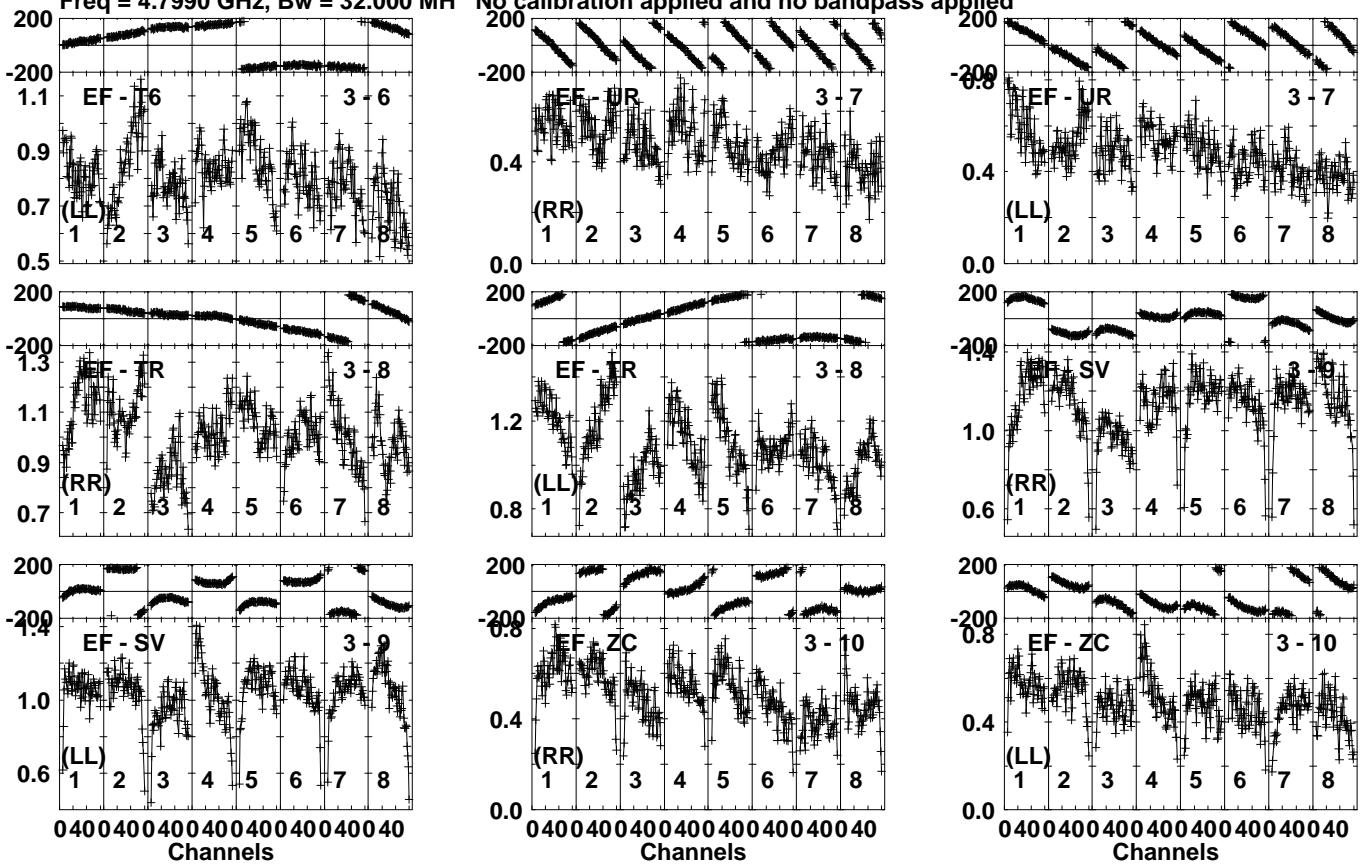 Freq = 4.7990 GHz, Bw = 32.000 MH No calibration applied and no bandpass applied
200 200 200
-200 -200 -200
EF - T6 3 - 6 EF - UR 3 - 7 EF - UR 3 - 7
1.1 0.8
0.9 0.4 0.4
0.7
0.5 0.0 0.0
(LL) (RR) (LL)
1 2 3 4 5 6 7 8 1 2 3 4 5 6 7 8 1 2 3 4 5 6 7 8
200 200 200
-200 -200 -200
EF - TR 3 - 8 EF - TR 3 - 8 EF - SV 3 - 9
1.3 1.4
1.1 1.2 1.0
0.9
0.7 0.8 0.6
(RR) (LL) (RR)
1 2 3 4 5 6 7 8 1 2 3 4 5 6 7 8 1 2 3 4 5 6 7 8
200 200 200
-200 -200 -200
EF - SV 3 - 9 EF - ZC 3 - 10 EF - ZC 3 - 10
1.4 0.8 0.8
1.0 0.4 0.4
0.6 0.0 0.0
(LL) (RR) (LL)
1 2 3 4 5 6 7 8 1 2 3 4 5 6 7 8 1 2 3 4 5 6 7 8
0 40 0 40 0 40 0 40 0 40 0 40 0 40 0 40 0 40 0 40 0 40 0 40 0 40 0 40 0 40 0 40 0 40 0 40 0 40 0 40 0 40 0 40 0 40 0 40
Channels Channels Channels